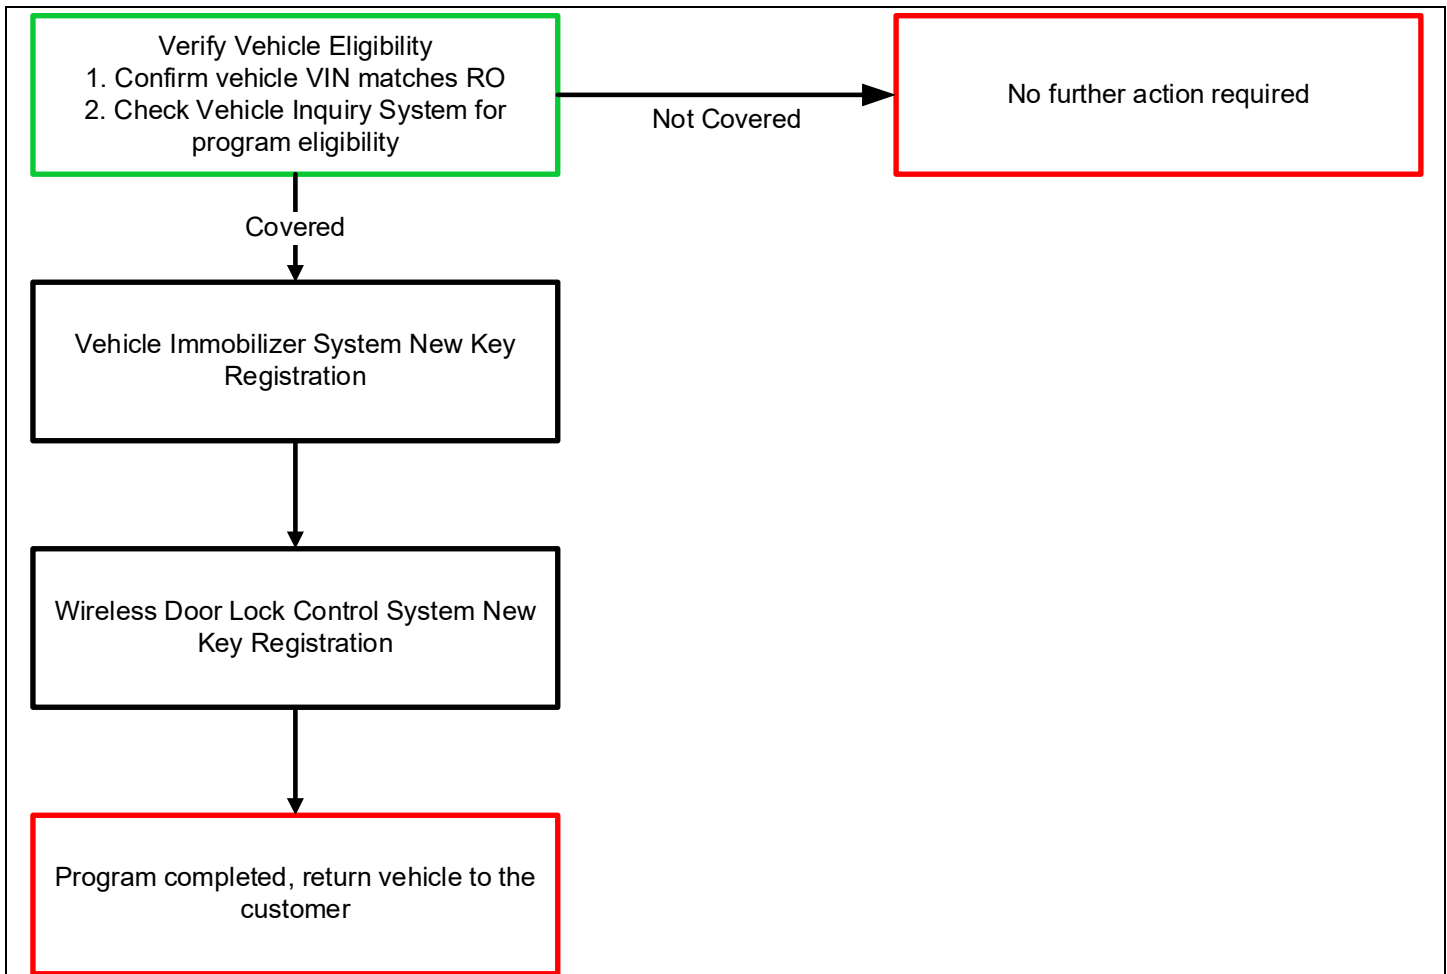 Verify Vehicle Eligibility
1. Confirm vehicle VIN matches RO
2. Check Vehicle Inquiry System for
program eligibility
Not Covered
No further action required
Covered
Vehicle Immobilizer System New Key
Registration
Wireless Door Lock Control System New
Key Registration
Program completed, return vehicle to the
customer